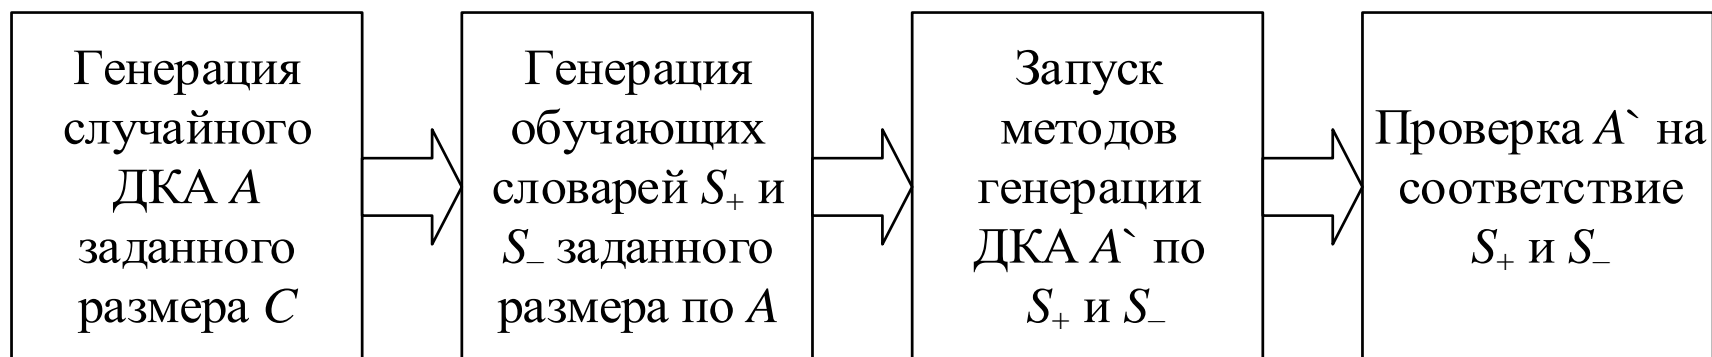 Генерация
случайного
ДКА A
заданного
размера C
Генерация
обучающих
словарей S₊ и
S₋ заданного
размера по A
Запуск
методов
генерации
ДКА A` по
S₊ и S₋
Проверка A` на
соответствие
S₊ и S₋